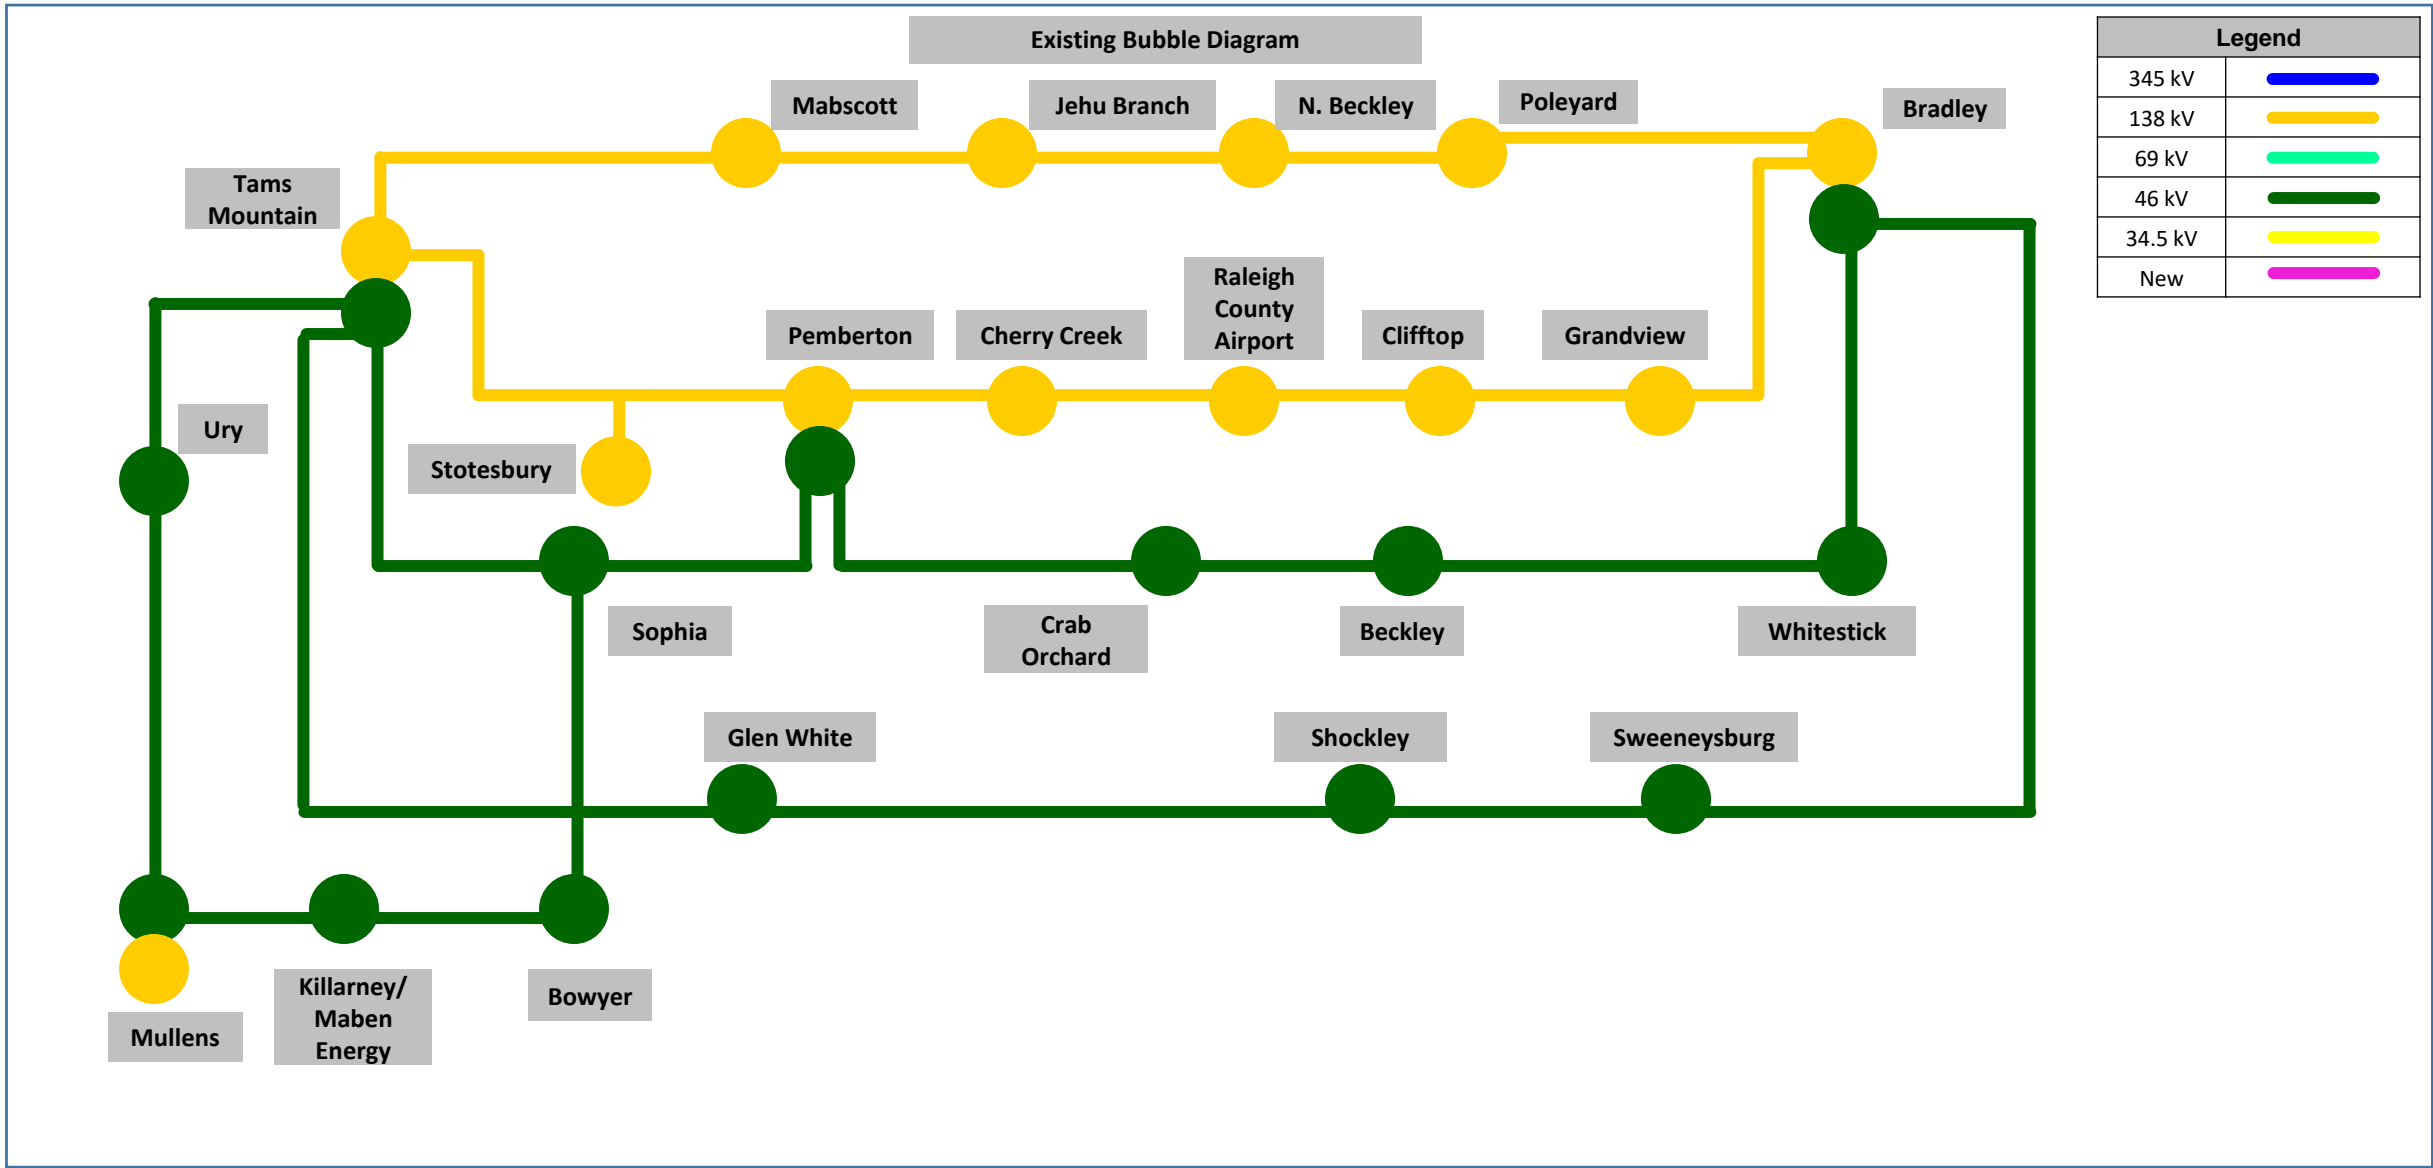 Existing Bubble Diagram
Legend
345 kV
138 kV
69 kV
46 kV
34.5 kV
New
Mabscott
Jehu Branch
N. Beckley
Poleyard
Bradley
Tams
Mountain
Pemberton
Cherry Creek
Raleigh
County
Airport
Clifftop
Grandview
Ury
Stotesbury
Sophia
Crab
Orchard
Beckley
Whitestick
Glen White
Shockley
Sweeneysburg
Mullens
Killarney/
Maben
Energy
Bowyer